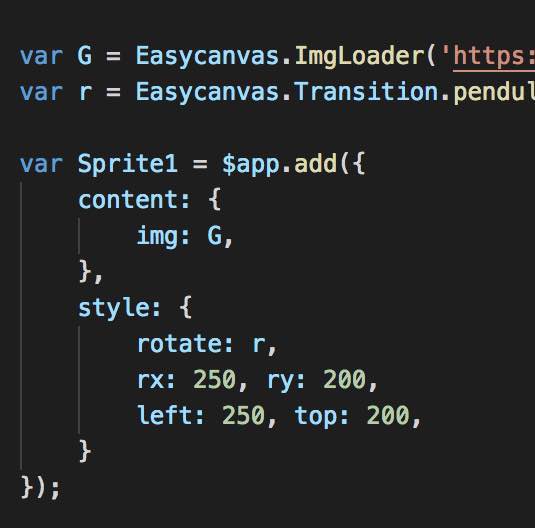 var G = Easycanvas.ImgLoader('https:
var r = Easycanvas.Transition.pendul
var Sprite1 = $app.add({
content: {
img: G,
},
style: {
rotate: r,
rx: 250, ry: 200,
left: 250, top: 200,
}
});